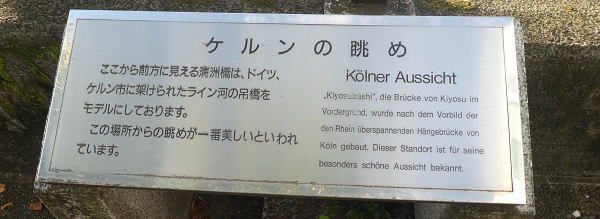 ケルンの眺め
ここから前方に見える清洲橋は、ドイツ、
ケルン市に架けられたライン河の吊橋を
モデルにしております。
この場所からの眺めが一番美しいといわれ
ています。
Kölner Aussicht
„Kiyosubashi", die Brücke von Kiyosu im
Vordergrund, wurde nach dem Vorbild der
den Rhein überspannenden Hängebrücke von
Köln gebaut. Dieser Standort ist für seine
besonders schöne Aussicht bekannt.